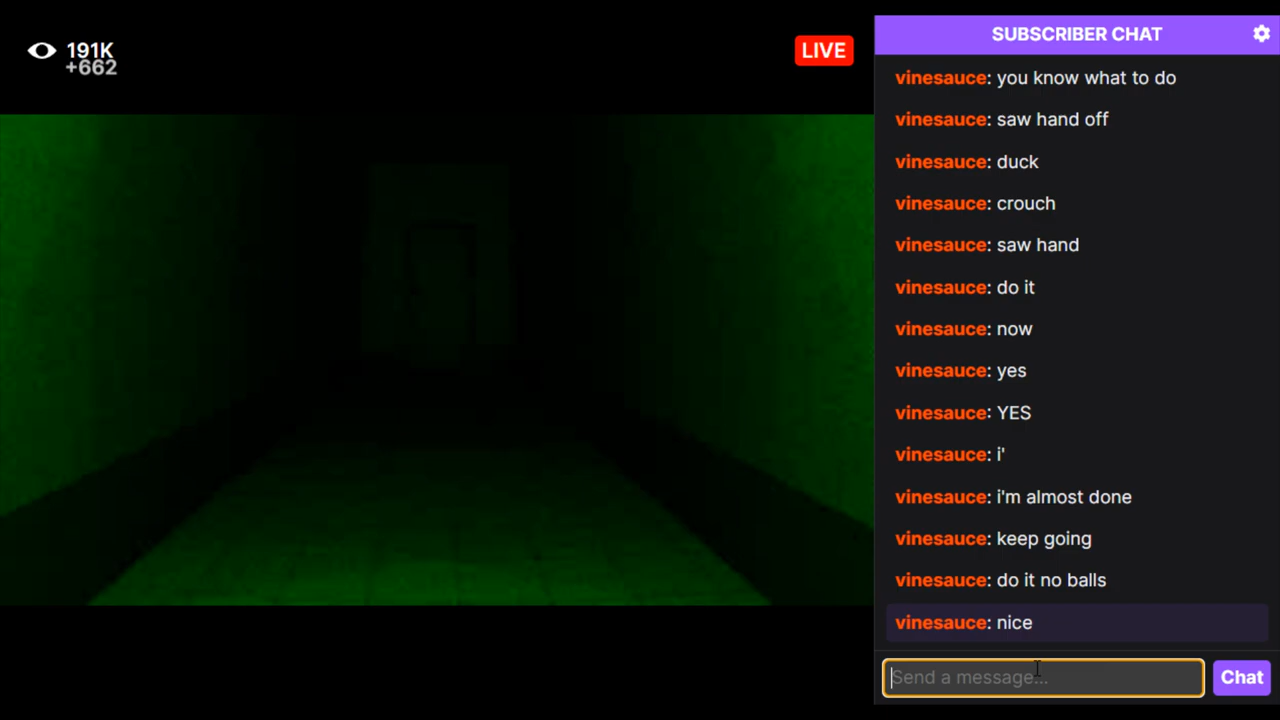 191K
+662
LIVE
SUBSCRIBER CHAT
vinesauce: you know what to do
vinesauce: saw hand off
vinesauce: duck
vinesauce: crouch
vinesauce: saw hand
vinesauce: do it
vinesauce: now
vinesauce: yes
vinesauce: YES
vinesauce: i'
vinesauce: i'm almost done
vinesauce: keep going
vinesauce: do it no balls
vinesauce: nice
Send a message...
Chat